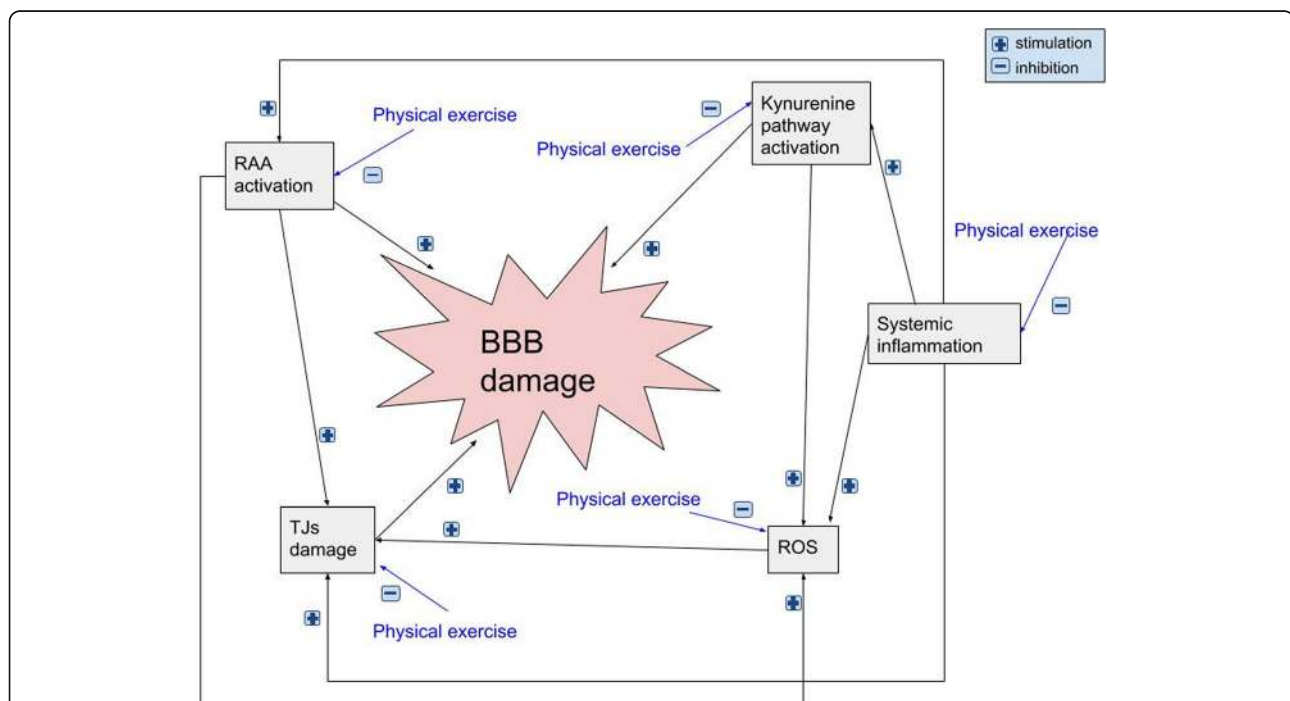 stimulation
inhibition
Physical exercise
Kynurenine
pathway
activation
Physical exercise
RAA
activation
Physical exercise
Systemic
inflammation
BBB
damage
Physical exercise
TJs
damage
ROS
Physical exercise